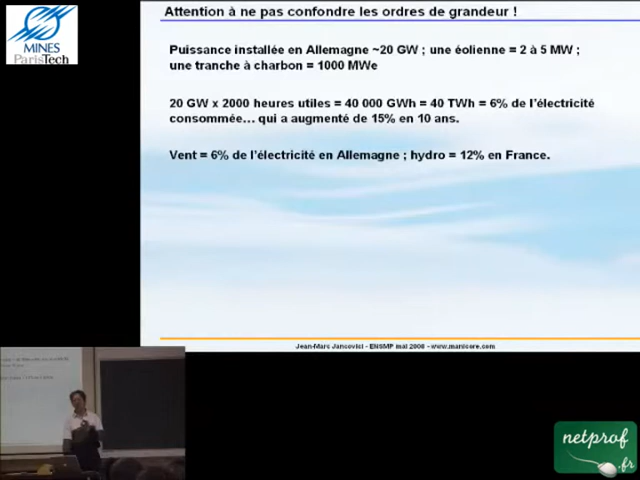 Attention à ne pas confondre les ordres de grandeur !
MINES
ParisTech
Puissance installée en Allemagne ~20 GW ; une éolienne = 2 à 5 MW ;
une tranche à charbon = 1000 MWe
20 GW x 2000 heures utiles = 40 000 GWh = 40 TWh = 6% de l'électricité
consommée... qui a augmenté de 15% en 10 ans.
Vent = 6% de l'électricité en Allemagne ; hydro = 12% en France.
Jean-Marc Jancovici - ENSMP mai 2008 - www.manicore.com
netprof
.fr